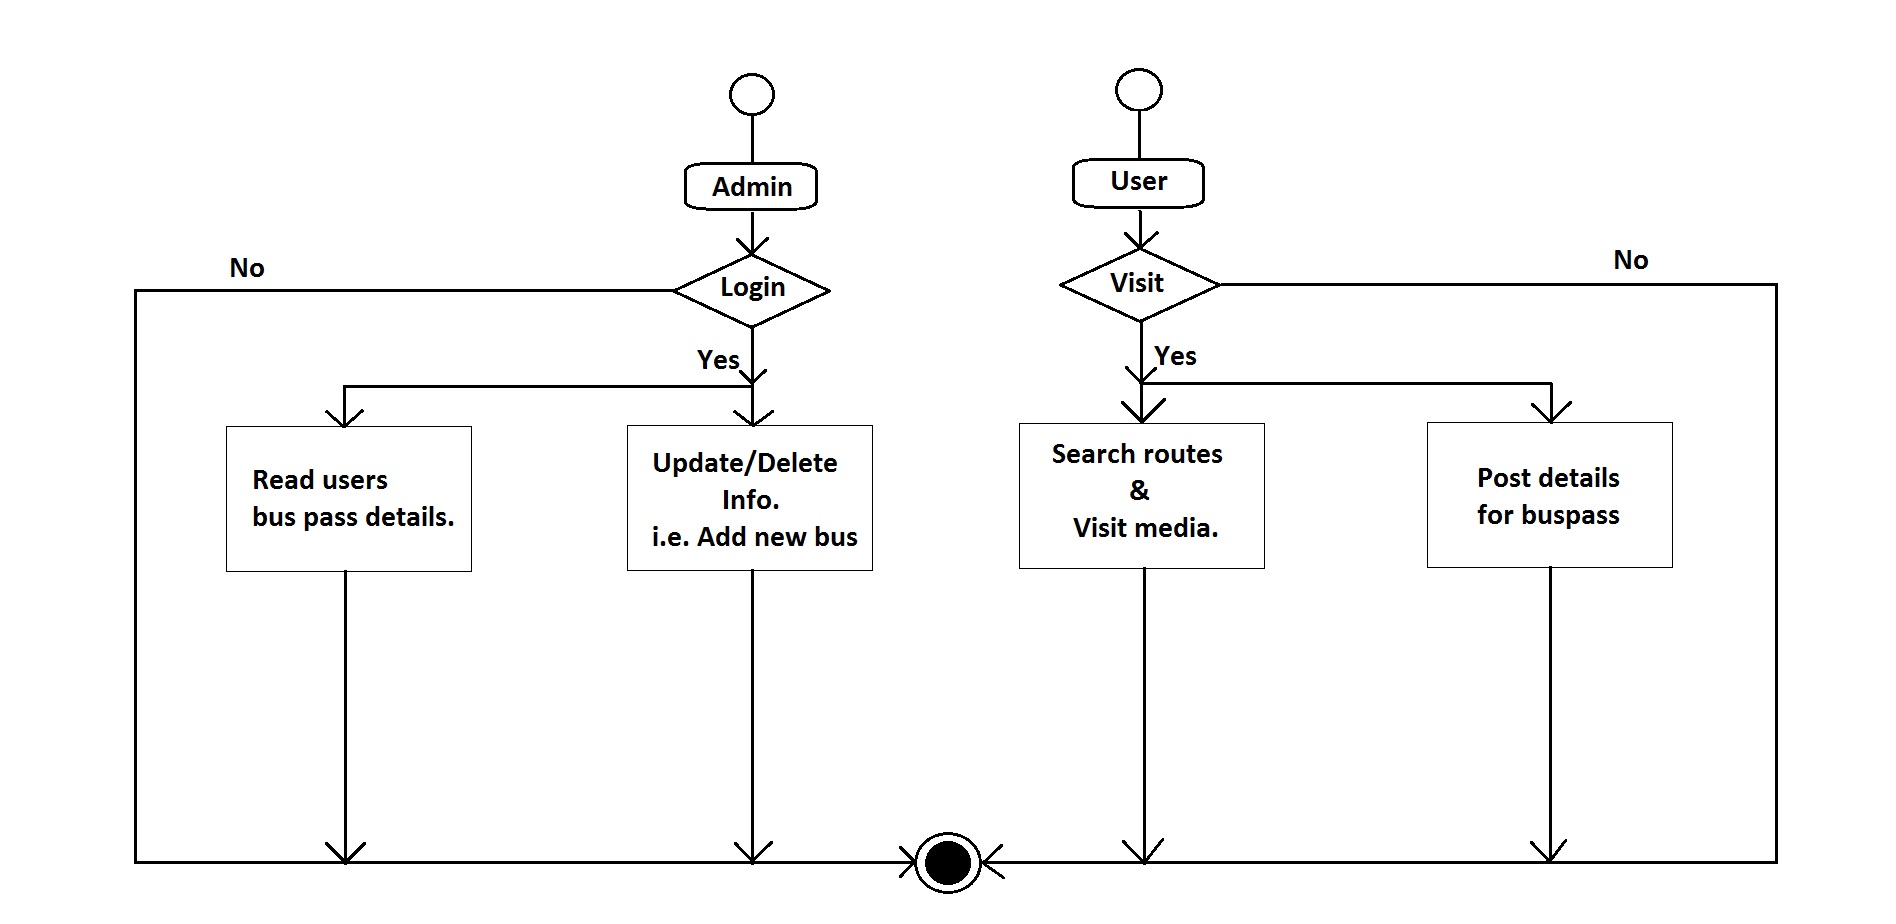 Admin
User
No
Login
Visit
No
Yes
Yes
Read users
bus pass details.
Update/Delete
Info.
i.e. Add new bus
Search routes
&
Visit media.
Post details
for buspass